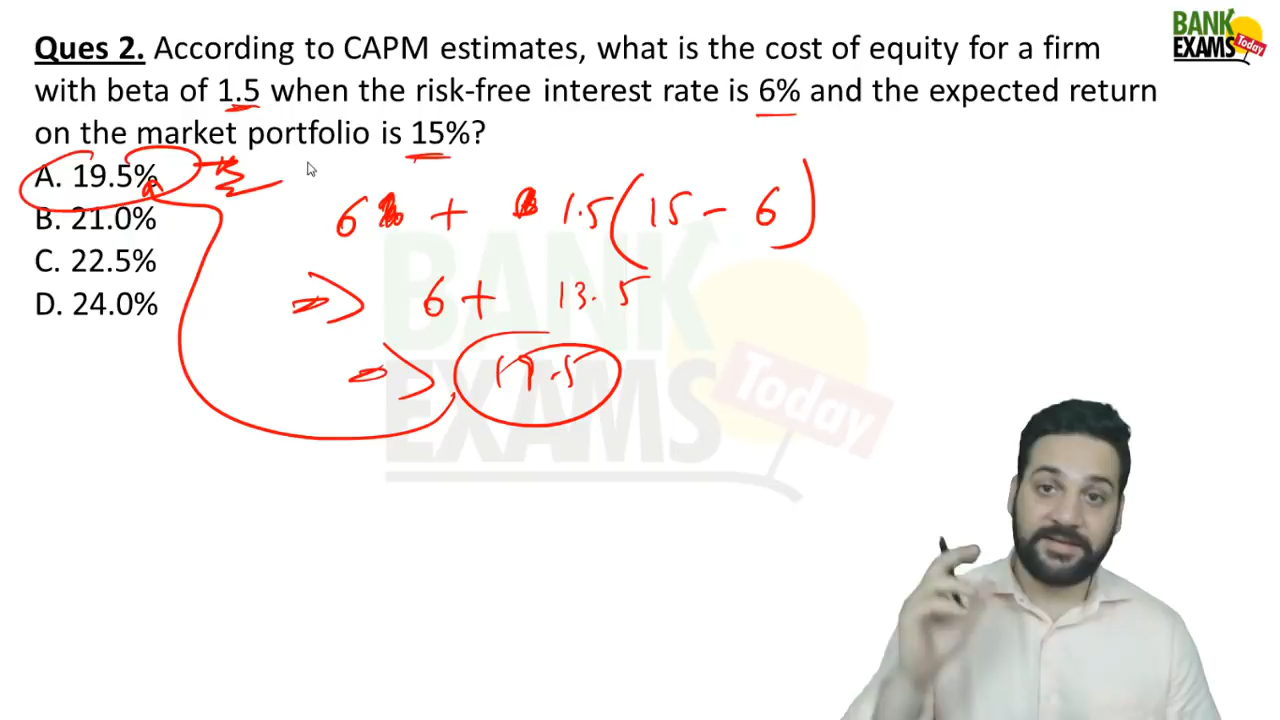 BANK
EXAMS Today
Ques 2. According to CAPM estimates, what is the cost of equity for a firm
with beta of 1.5 when the risk-free interest rate is 6% and the expected return
on the market portfolio is 15%?
A. 19.5%
B. 21.0%
C. 22.5%
D. 24.0%
6 + 1.5(15 - 6)
⇒ 6 + 13.5
⇒ 19.5
BANK
EXAMS Today